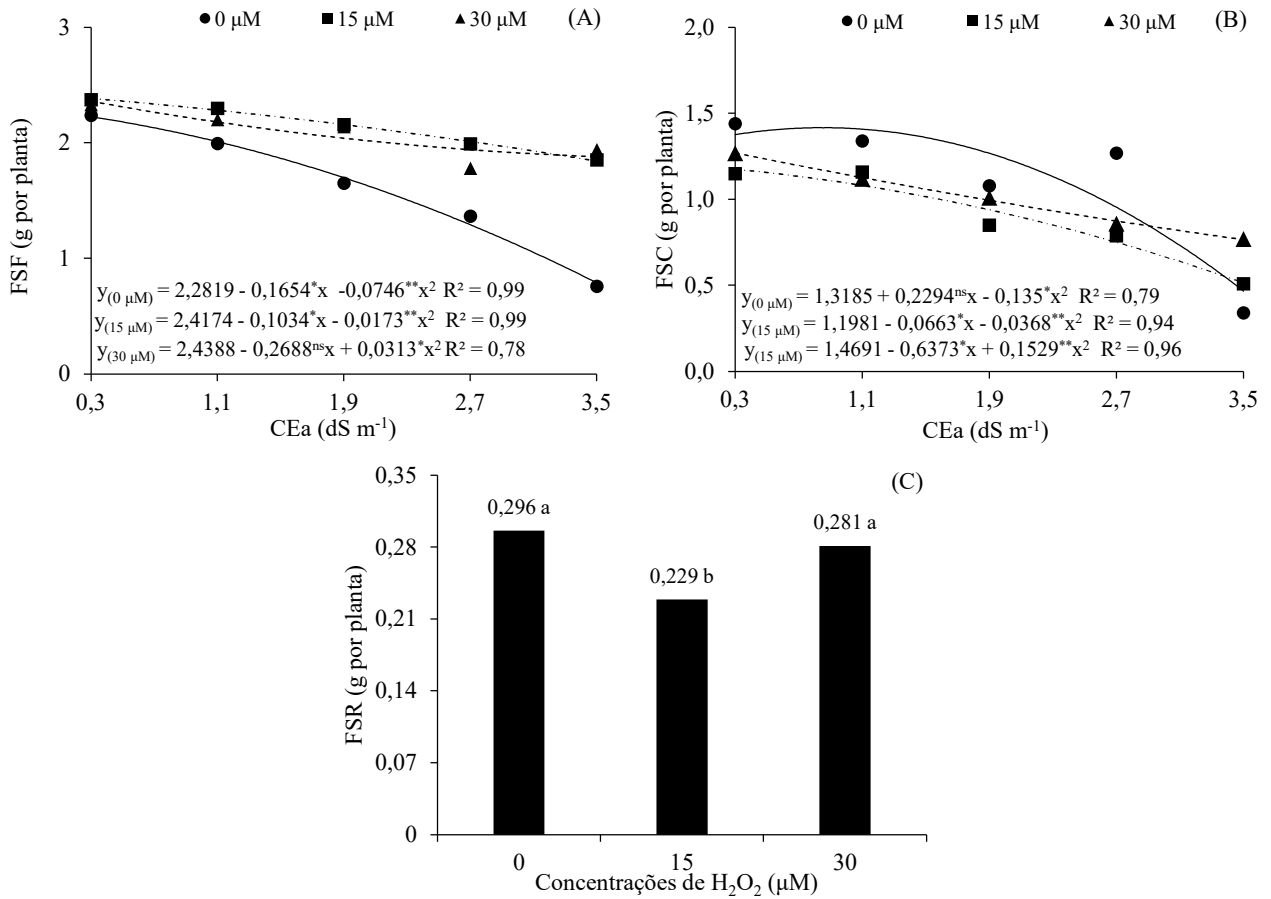 ● 0 μM ■ 15 μM ▲ 30 μM (A)
3
2
1
0
FSF (g por planta)
y(0 μM) = 2,2819 - 0,1654*x -0,0746**x² R² = 0,99
y(15 μM) = 2,4174 - 0,1034*x - 0,0173**x² R² = 0,99
y(30 μM) = 2,4388 - 0,2688ⁿˢx + 0,0313*x² R² = 0,78
0,3 1,1 1,9 2,7 3,5
CEa (dS m⁻¹)
● 0 μM ■ 15 μM ▲ 30 μM (B)
2,0
1,5
1,0
0,5
0,0
FSC (g por planta)
y(0 μM) = 1,3185 + 0,2294ⁿˢx - 0,135*x² R² = 0,79
y(15 μM) = 1,1981 - 0,0663*x - 0,0368**x² R² = 0,94
y(15 μM) = 1,4691 - 0,6373*x + 0,1529**x² R² = 0,96
0,3 1,1 1,9 2,7 3,5
CEa (dS m⁻¹)
(C)
0,35
0,28
0,21
0,14
0,07
0
FSR (g por planta)
0,296 a
0,229 b
0,281 a
0 15 30
Concentrações de H₂O₂ (μM)